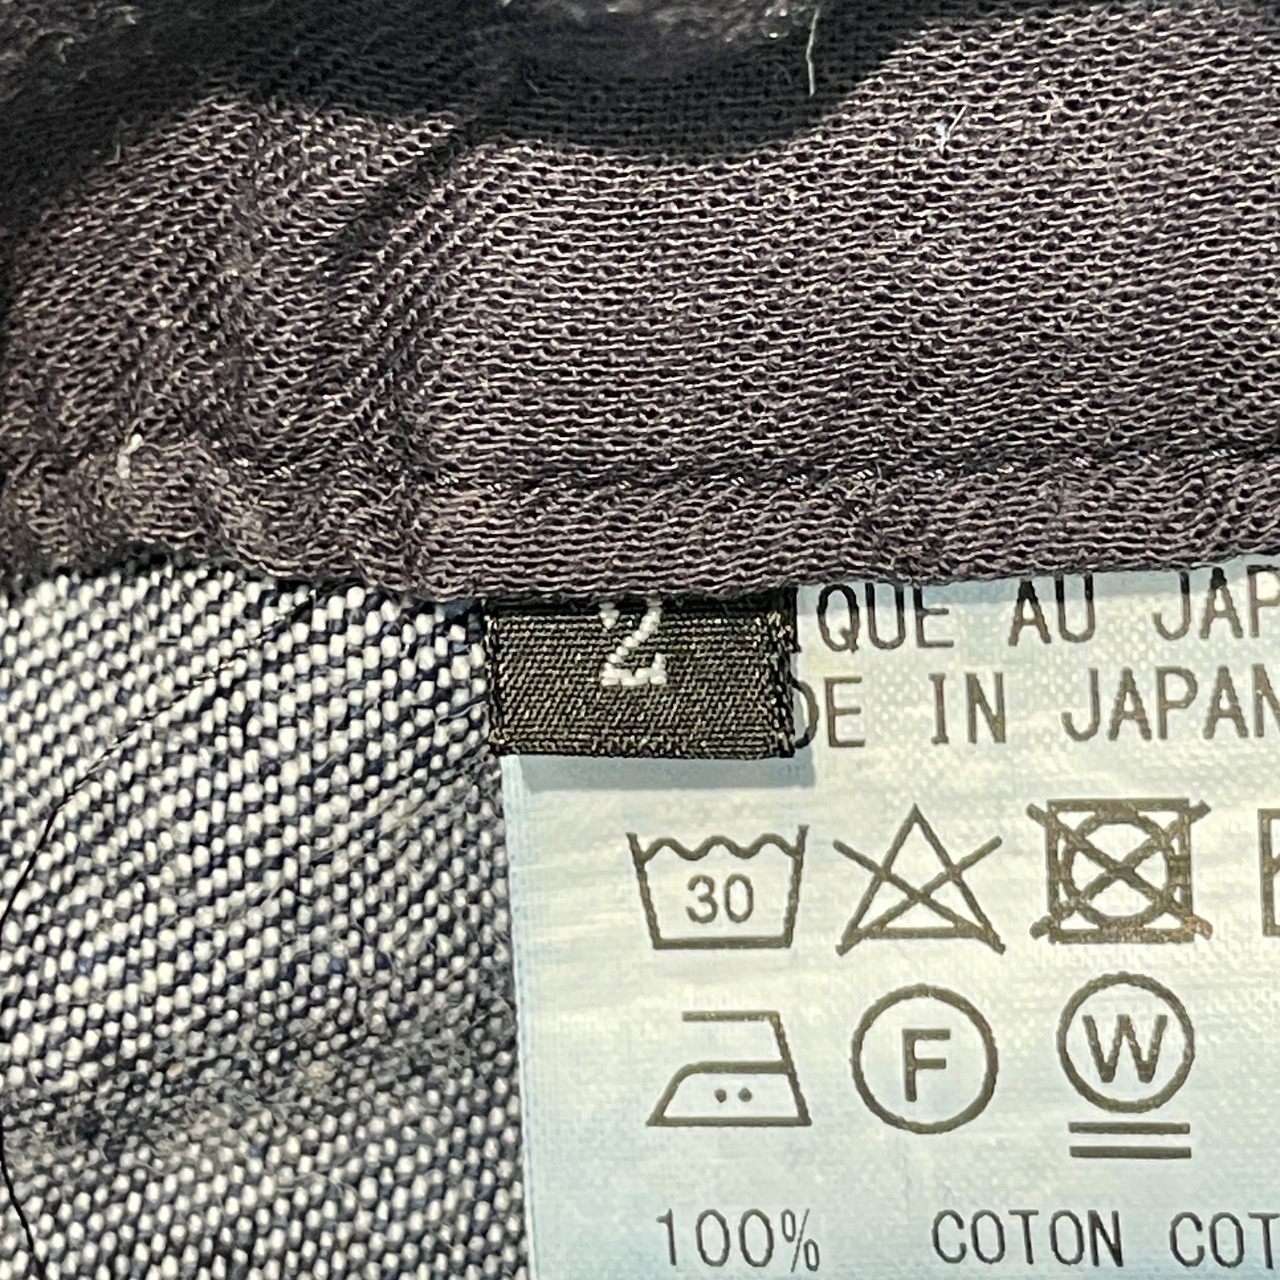 2
QUE AU JAP
DE IN JAPAN
30
F
W
100% COTON COT